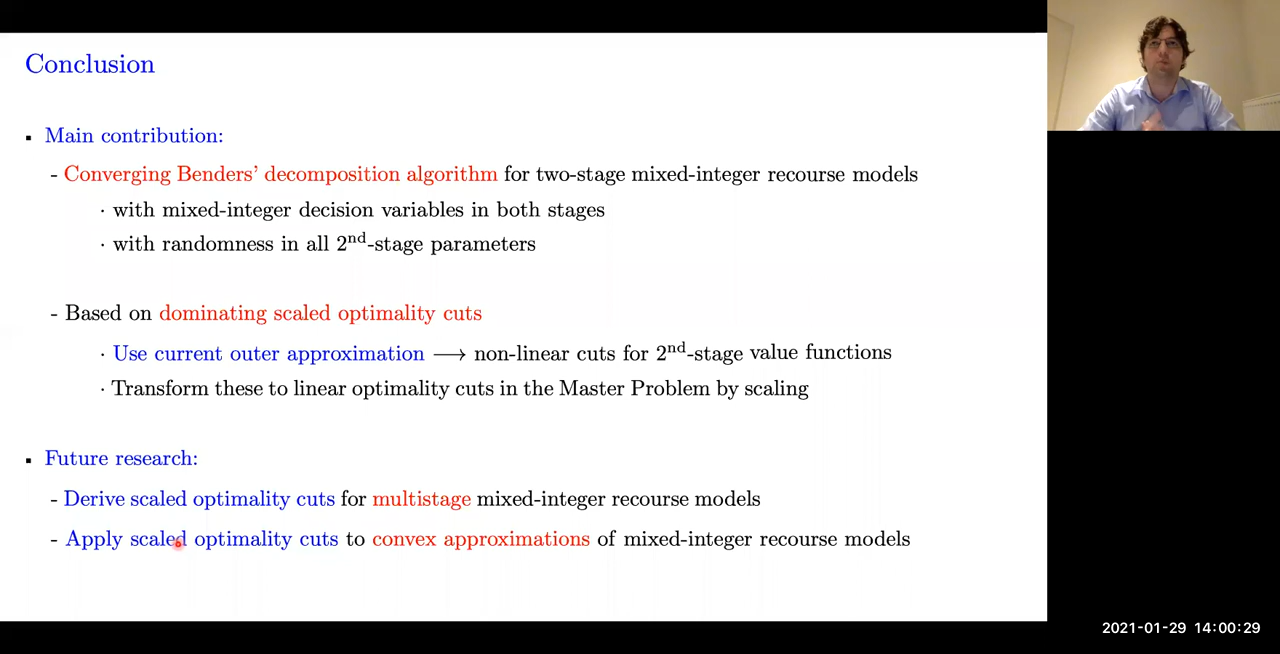 Conclusion
▪ Main contribution:
- Converging Benders' decomposition algorithm for two-stage mixed-integer recourse models
· with mixed-integer decision variables in both stages
· with randomness in all 2nd-stage parameters
- Based on dominating scaled optimality cuts
· Use current outer approximation ⟶ non-linear cuts for 2nd-stage value functions
· Transform these to linear optimality cuts in the Master Problem by scaling
▪ Future research:
- Derive scaled optimality cuts for multistage mixed-integer recourse models
- Apply scaled optimality cuts to convex approximations of mixed-integer recourse models
2021-01-29 14:00:29